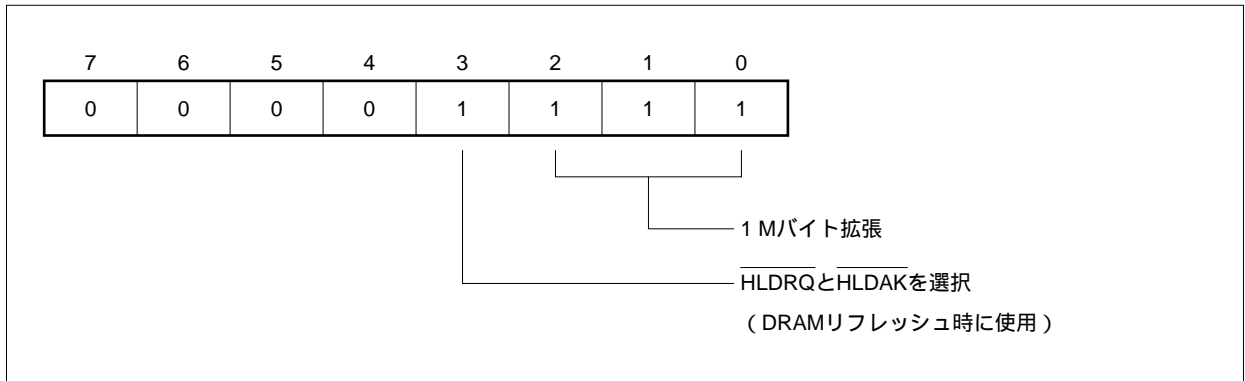 7 6 5 4 3 2 1 0
0 0 0 0 1 1 1 1
1 Mバイト拡張
HLDRQとHLDAKを選択
（DRAMリフレッシュ時に使用）